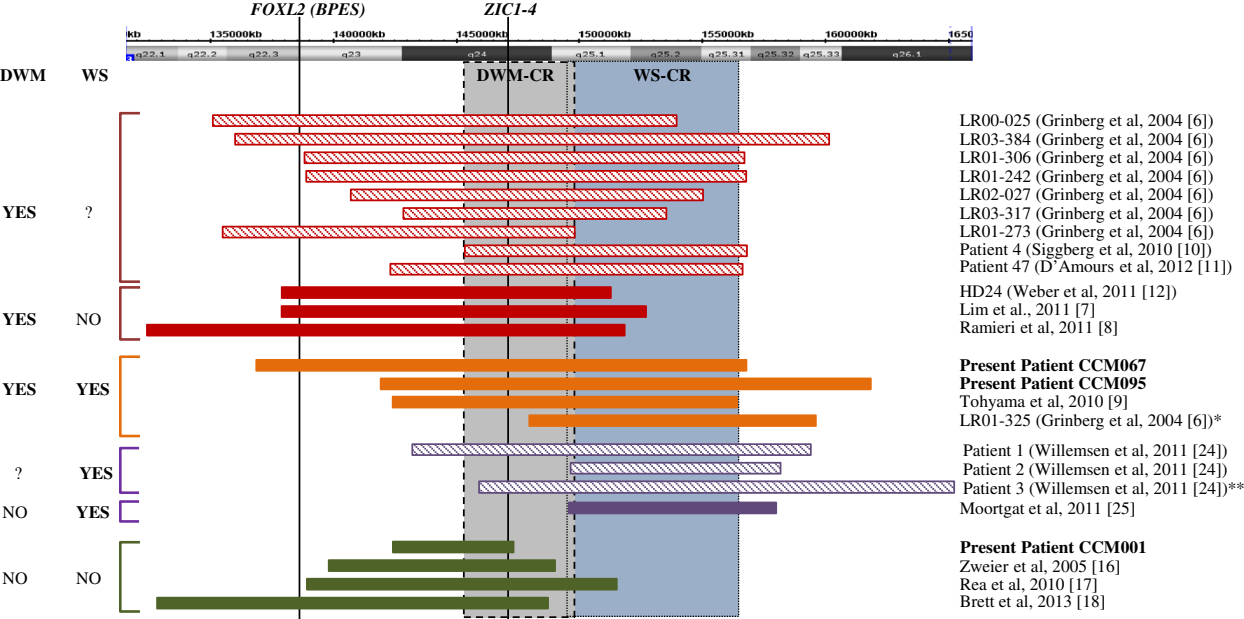 FOXL2 (BPES) ZIC1-4
kb 135000kb 140000kb 145000kb 150000kb 155000kb 160000kb 1650
q22.1 q22.2 q22.3 q23 q24 q25.1 q25.2 q25.31 q25.32 q25.33 q26.1
DWM WS DWM-CR WS-CR
LR00-025 (Grinberg et al, 2004 [6])
LR03-384 (Grinberg et al, 2004 [6])
LR01-306 (Grinberg et al, 2004 [6])
LR01-242 (Grinberg et al, 2004 [6])
LR02-027 (Grinberg et al, 2004 [6])
YES ? LR03-317 (Grinberg et al, 2004 [6])
LR01-273 (Grinberg et al, 2004 [6])
Patient 4 (Siggberg et al, 2010 [10])
Patient 47 (D'Amours et al, 2012 [11])
HD24 (Weber et al, 2011 [12])
YES NO Lim et al., 2011 [7]
Ramieri et al, 2011 [8]
Present Patient CCM067
YES YES Present Patient CCM095
Tohyama et al, 2010 [9]
LR01-325 (Grinberg et al, 2004 [6])*
Patient 1 (Willemsen et al, 2011 [24])
? YES Patient 2 (Willemsen et al, 2011 [24])
Patient 3 (Willemsen et al, 2011 [24])**
NO YES Moortgat et al, 2011 [25]
Present Patient CCM001
NO NO Zweier et al, 2005 [16]
Rea et al, 2010 [17]
Brett et al, 2013 [18]